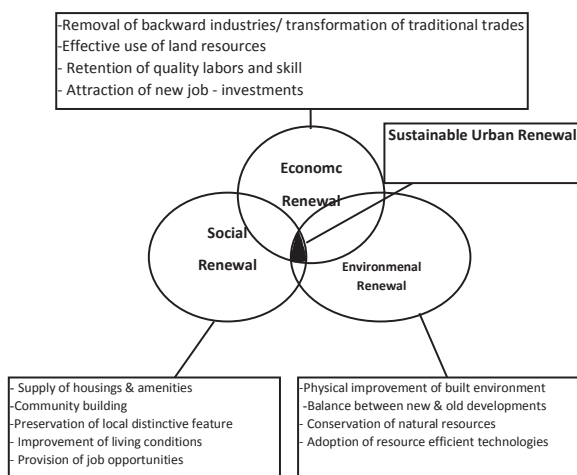 -Removal of backward industries/ transformation of traditional trades
-Effective use of land resources
- Retention of quality labors and skill
- Attraction of new job - investments
Sustainable Urban Renewal
Economc
Renewal
Social
Renewal
Environmenal
Renewal
- Supply of housings & amenities
-Community building
-Preservation of local distinctive feature
- Improvement of living conditions
- Provision of job opportunities
-Physical improvement of built environment
-Balance between new & old developments
- Conservation of natural resources
- Adoption of resource efficient technologies